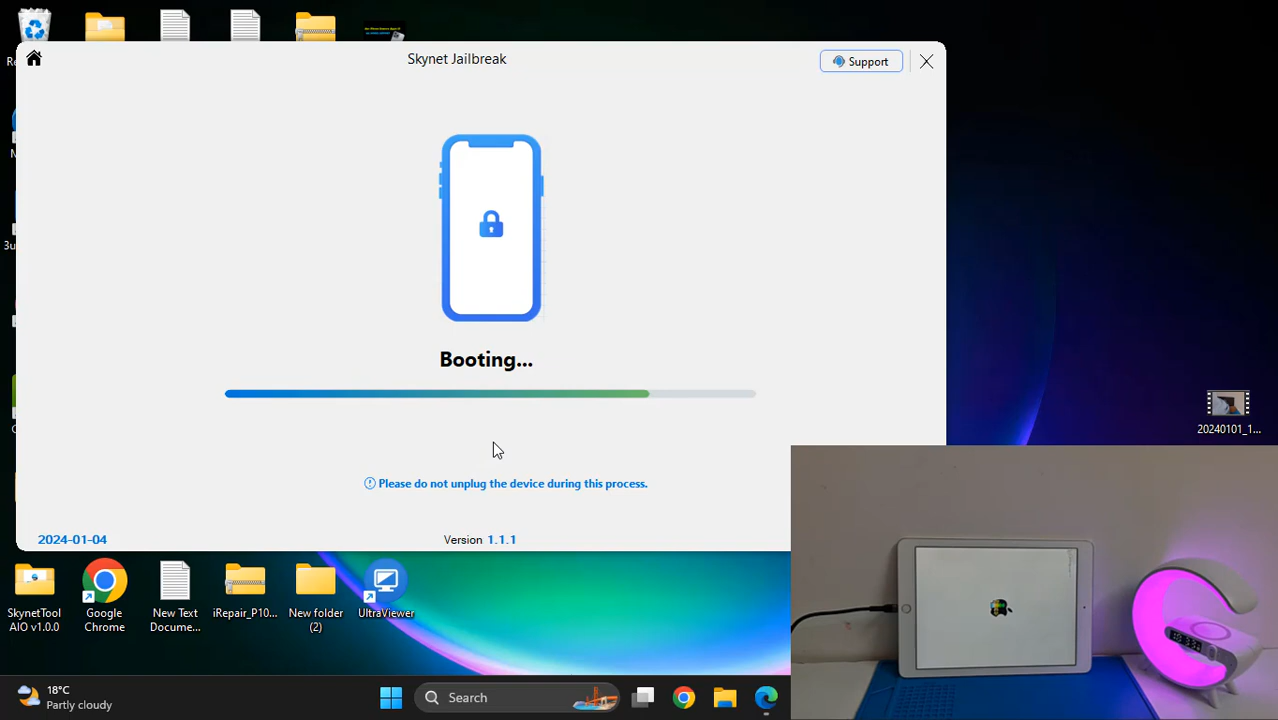 Skynet Jailbreak
Support
Booting...
Please do not unplug the device during this process.
2024-01-04
Version 1.1.1
20240101_1...
SkynetTool
AIO v1.0.0
Google
Chrome
New Text
Docume...
iRepair_P10...
New folder
(2)
UltraViewer
18°C
Partly cloudy
Search